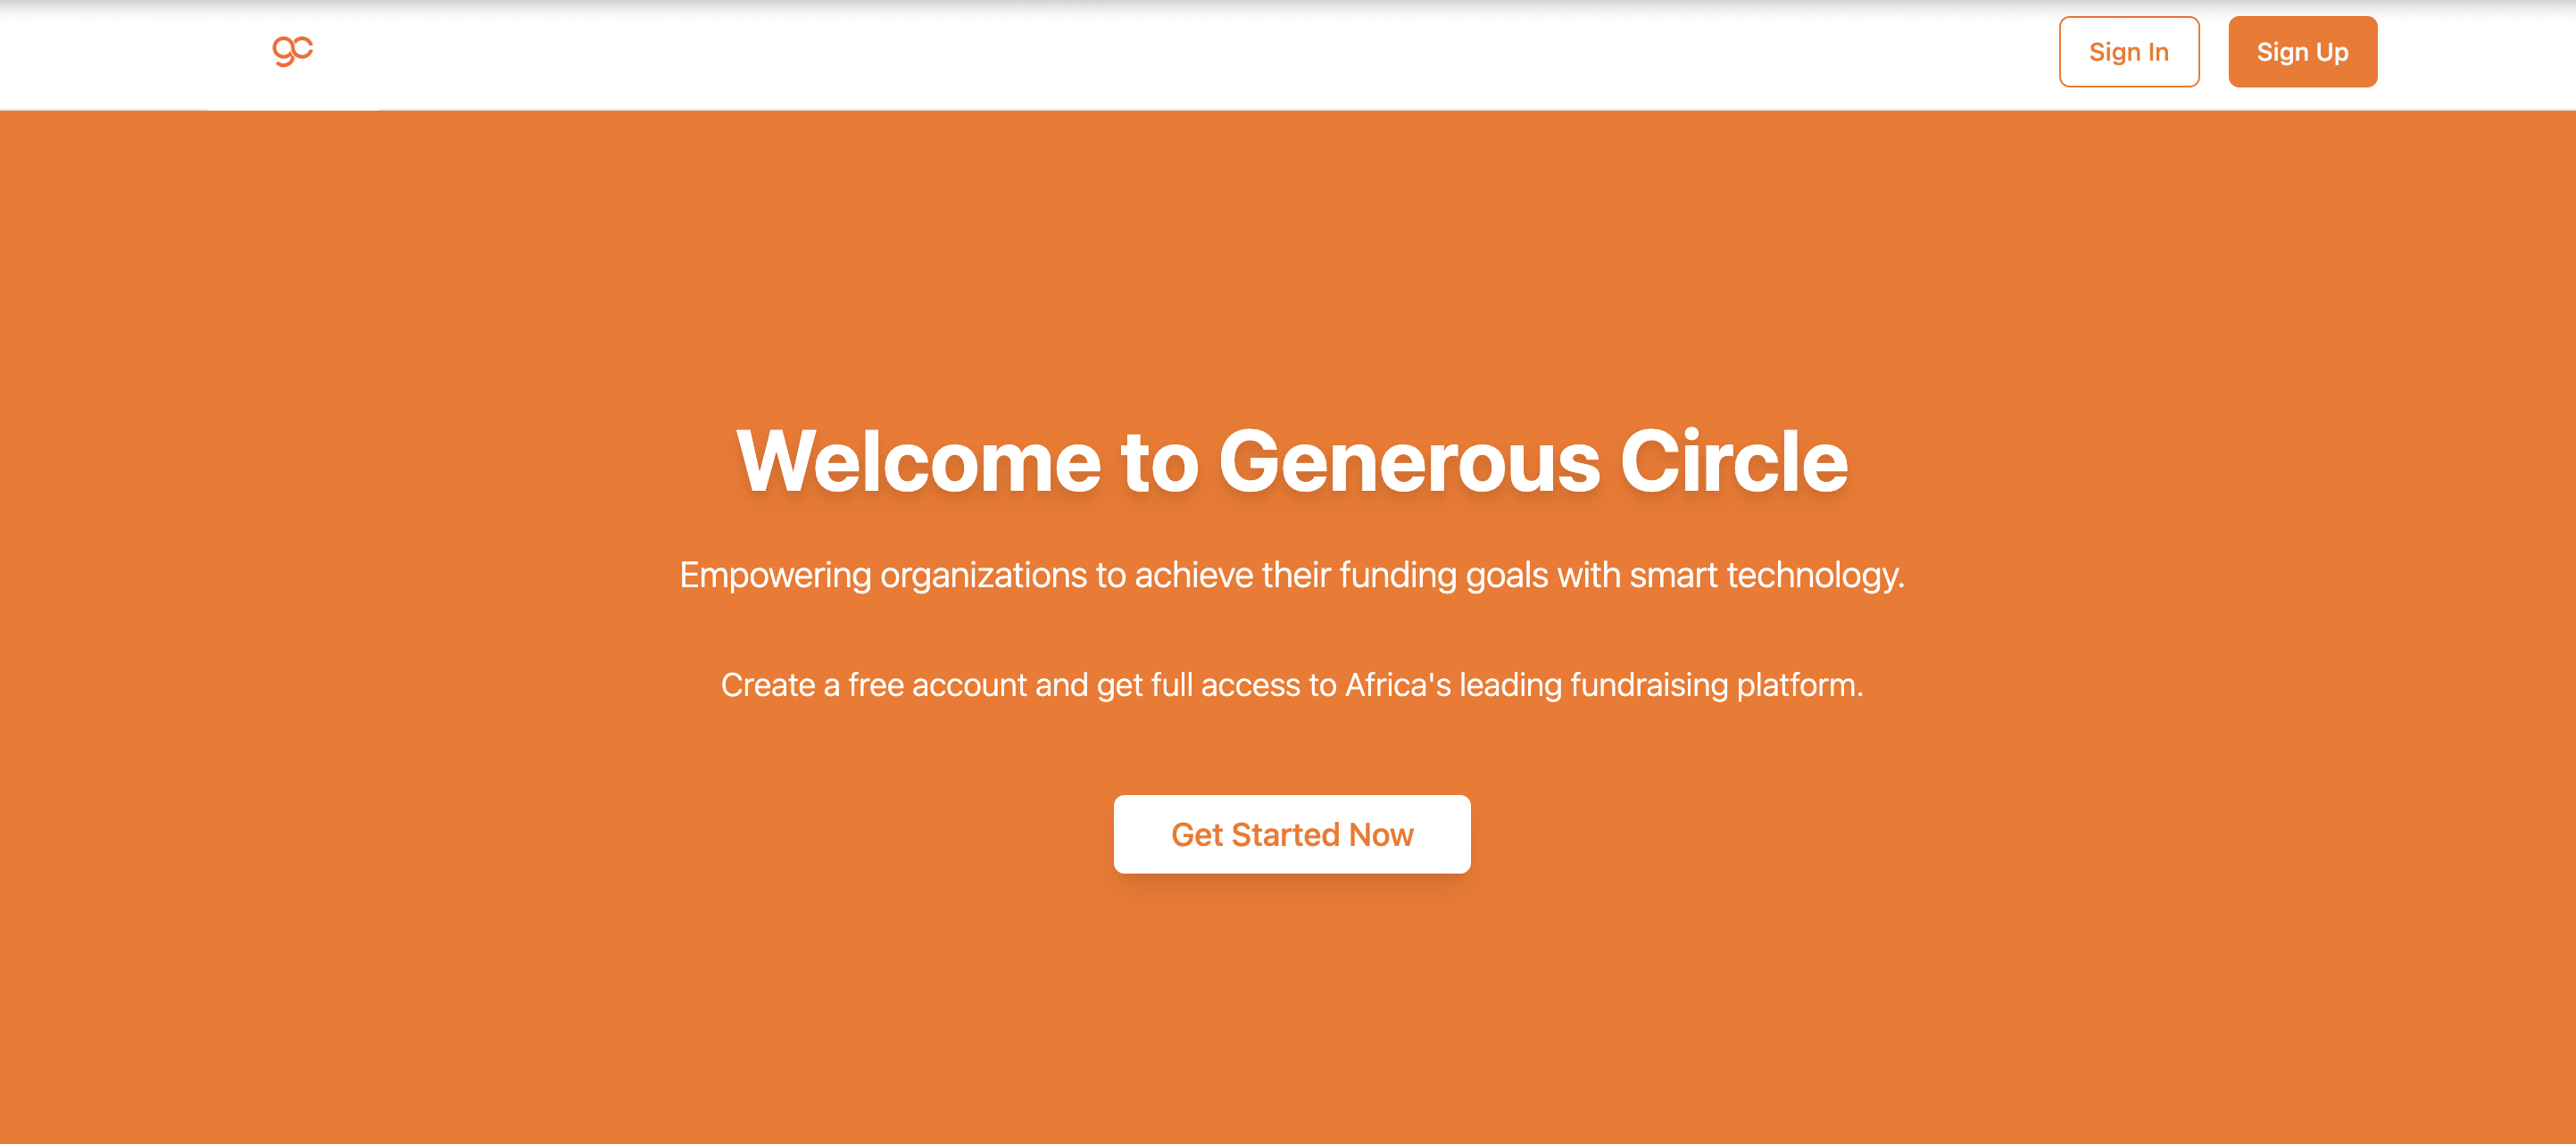 gc
Sign In
Sign Up
Welcome to Generous Circle
Empowering organizations to achieve their funding goals with smart technology.
Create a free account and get full access to Africa's leading fundraising platform.
Get Started Now